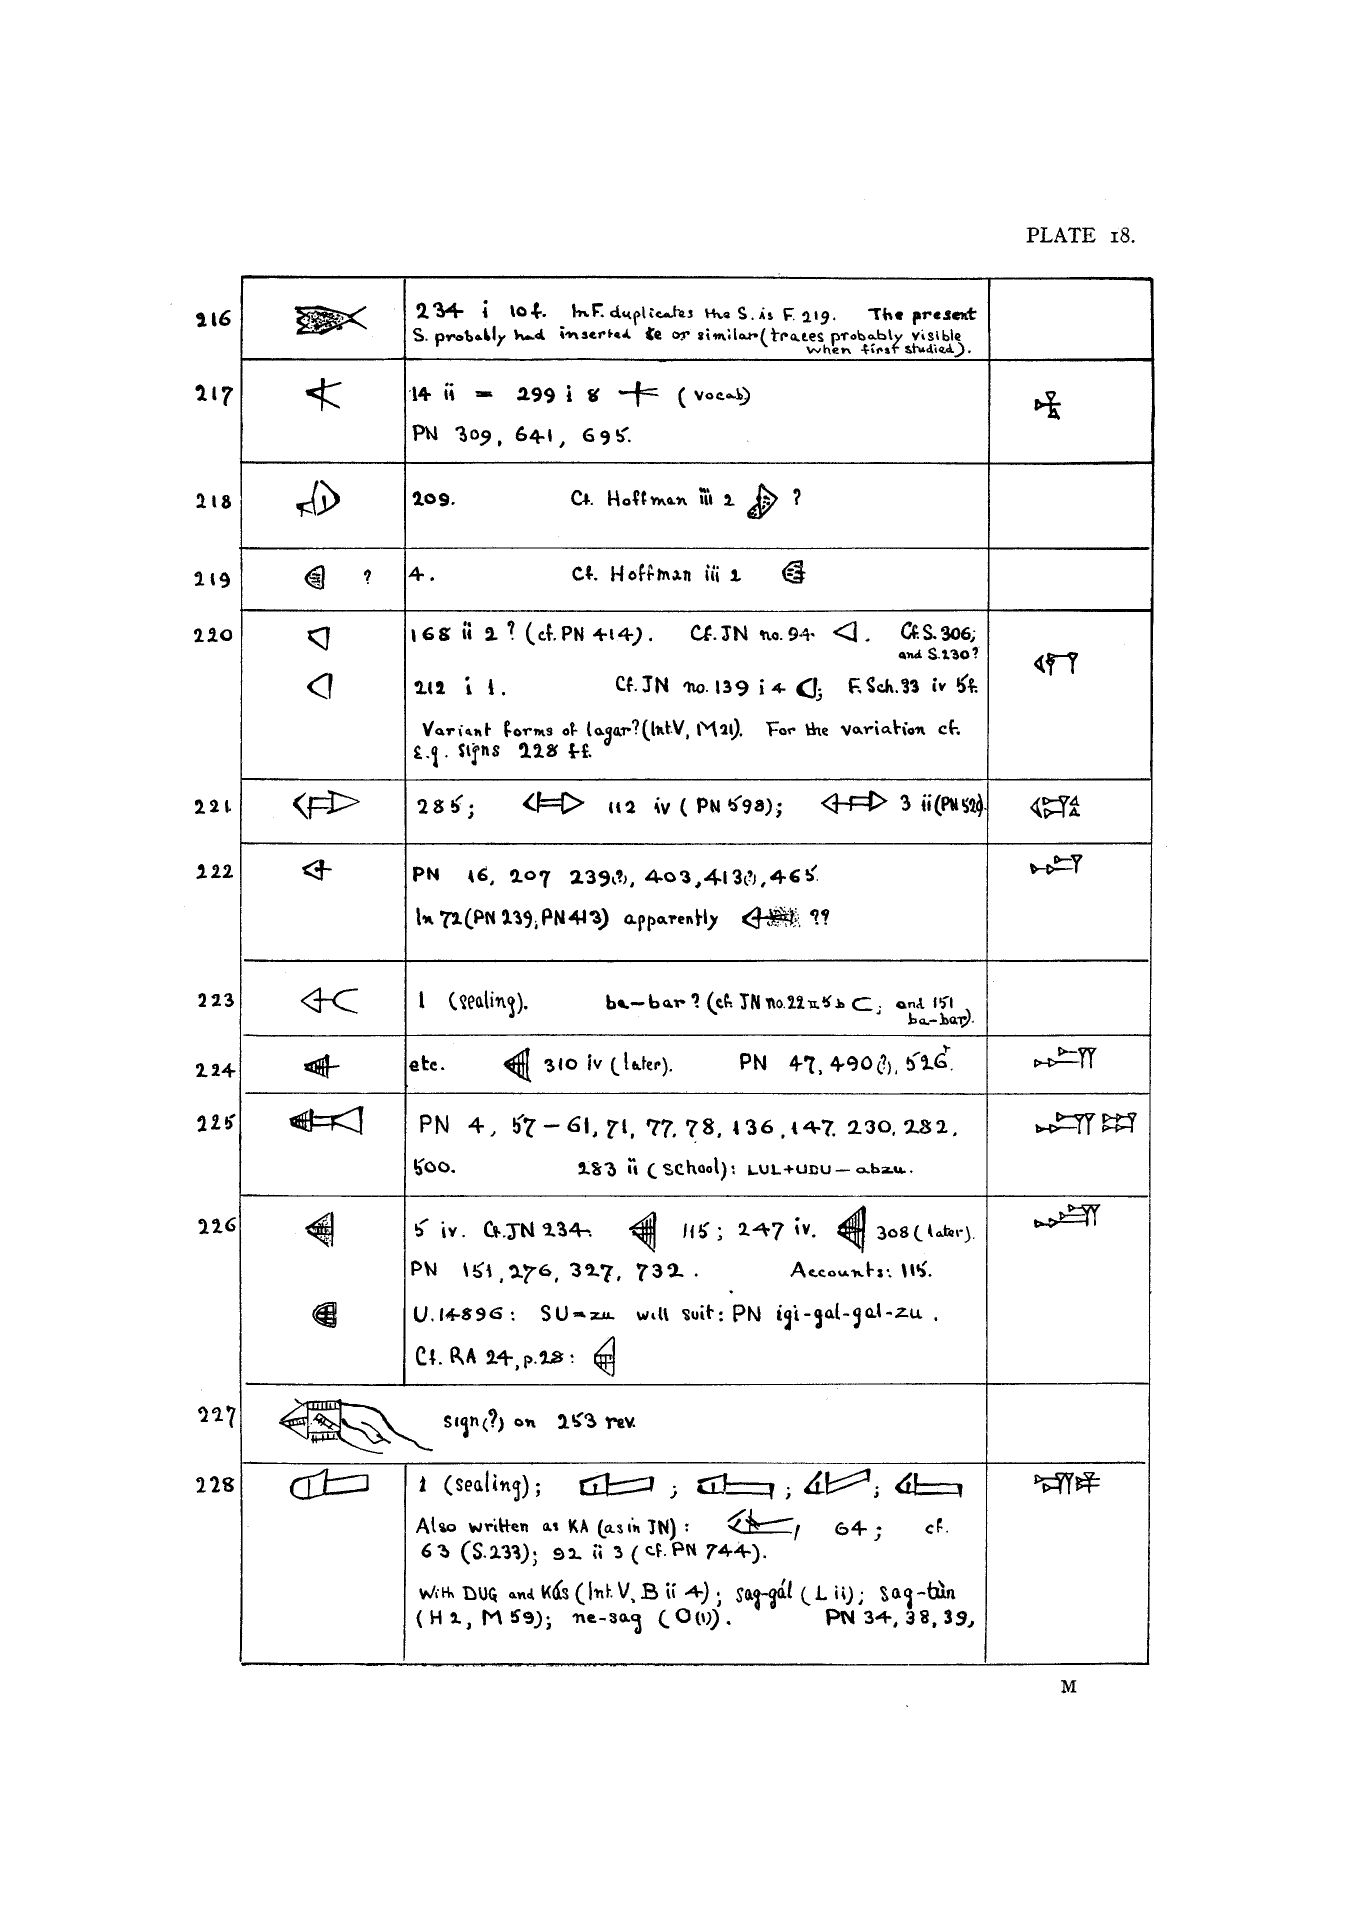 PLATE 18.
216 234 i 10f. In F. duplicates the S. is F. 219. The present
S. probably had inserted še or similar (traces probably visible
when first studied).
217 14 ii = 299 i 8 (vocab)
PN 309, 641, 695.
218 209. Cf. Hoffman iii 2 ?
219 ? 4. Cf. Hoffman iii 2
220 168 ii 2? (cf. PN 414). Cf. JN no. 94. Cf. S. 306;
and S.230?
212 i 1. Cf. JN no. 139 i 4 ; F. Sch. 33 iv 5f.
Variant forms of lagar? (Int. V, M 21). For the variation cf.
e.g. signs 228 ff.
221 285; 112 iv (PN 598); 3 ii (PN 529).
222 PN 16, 207 239(?), 403, 413(?), 465.
In 72 (PN 239, PN 413) apparently ??
223 1 (sealing). ba-bar? (cf. JN no. 22 ; and 151
ba-bar).
224 etc. 310 iv (later). PN 47, 490(?), 526.
225 PN 4, 57-61, 71, 77, 78, 136, 147, 230, 282,
500. 283 ii (school): LUL+UDU-abzu.
226 5 iv. Cf. JN 234. 115; 247 iv. 308 (later).
PN 151, 276, 327, 732. Accounts: 115.
U. 14896: SU=zu will suit: PN igi-gal-gal-zu.
Cf. RA 24, p. 28:
227 Sign(?) on 253 rev.
228 1 (sealing); ; ; ;
Also written as KA (as in JN): , 64; cf.
63 (S. 233); 92 ii 3 (cf. PN 744).
With DUG and Kás (Int. V, B ii 4); sag-gál (L ii); sag-tùn
(H 2, M 59); ne-sag (O(1)). PN 34, 38, 39,
M